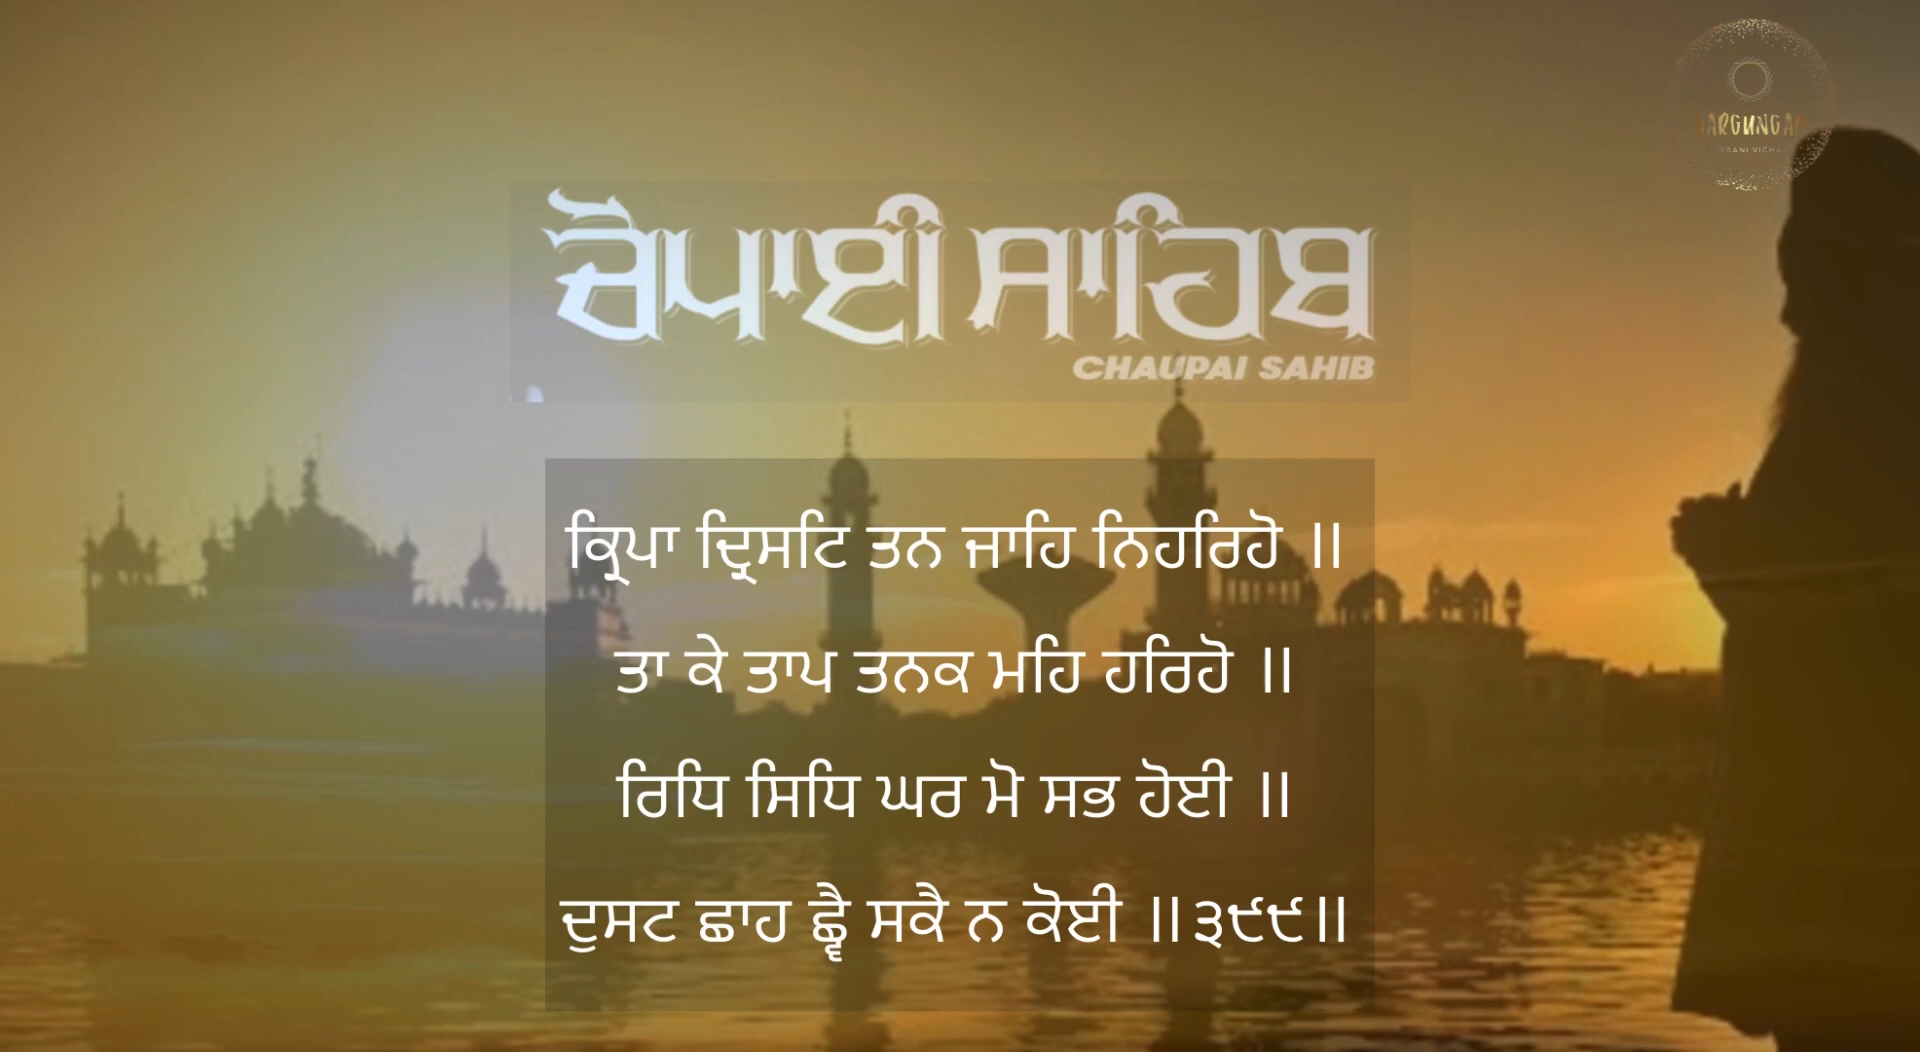 ਚੌਪਾਈ ਸਾਹਿਬ
CHAUPAI SAHIB
ਕ੍ਰਿਪਾ ਦ੍ਰਿਸਟਿ ਤਨ ਜਾਹਿ ਨਿਹਰਿਹੋ ॥
ਤਾ ਕੇ ਤਾਪ ਤਨਕ ਮਹਿ ਹਰਿਹੋ ॥
ਰਿਧਿ ਸਿਧਿ ਘਰ ਮੋ ਸਭ ਹੋਈ ॥
ਦੁਸਟ ਛਾਹ ਛ੍ਵੈ ਸਕੈ ਨ ਕੋਈ ॥੩੯੯॥